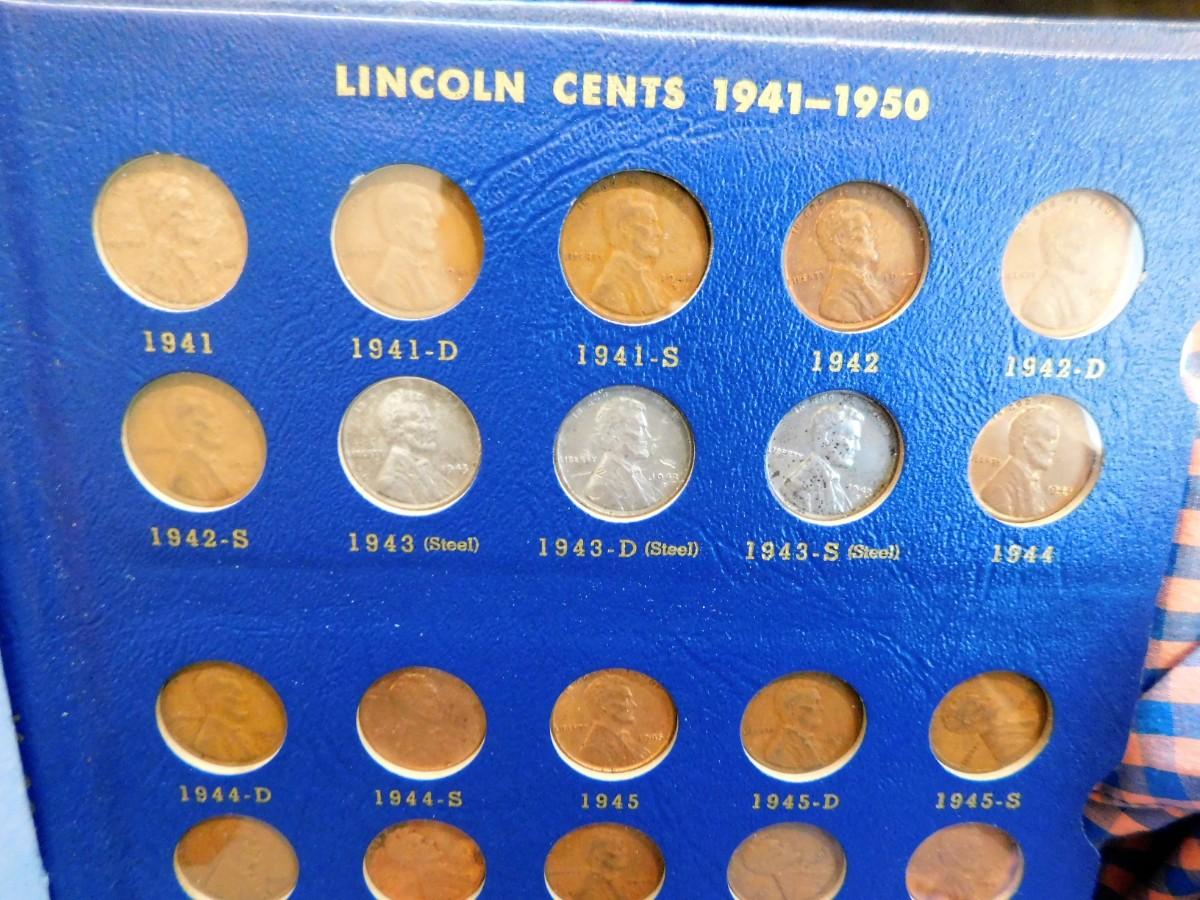 LINCOLN CENTS 1941–1950
1941 1941-D 1941-S 1942 1942-D
1942-S 1943 (Steel) 1943-D (Steel) 1943-S (Steel) 1944
1944-D 1944-S 1945 1945-D 1945-S